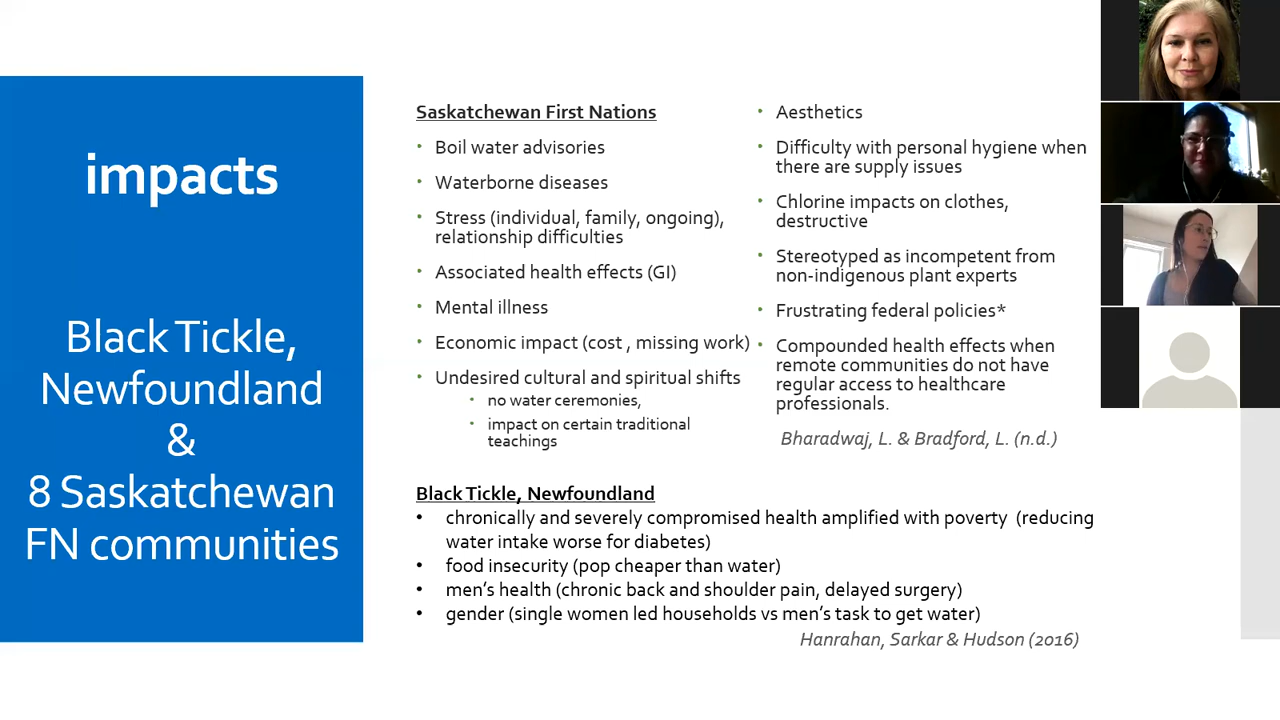 impacts
Black Tickle,
Newfoundland
&
8 Saskatchewan
FN communities
Saskatchewan First Nations
• Boil water advisories
• Waterborne diseases
• Stress (individual, family, ongoing),
relationship difficulties
• Associated health effects (GI)
• Mental illness
• Economic impact (cost , missing work)
• Undesired cultural and spiritual shifts
• no water ceremonies,
• impact on certain traditional
teachings
• Aesthetics
• Difficulty with personal hygiene when
there are supply issues
• Chlorine impacts on clothes,
destructive
• Stereotyped as incompetent from
non-indigenous plant experts
• Frustrating federal policies*
• Compounded health effects when
remote communities do not have
regular access to healthcare
professionals.
Bharadwaj, L. & Bradford, L. (n.d.)
Black Tickle, Newfoundland
• chronically and severely compromised health amplified with poverty (reducing
water intake worse for diabetes)
• food insecurity (pop cheaper than water)
• men's health (chronic back and shoulder pain, delayed surgery)
• gender (single women led households vs men's task to get water)
Hanrahan, Sarkar & Hudson (2016)